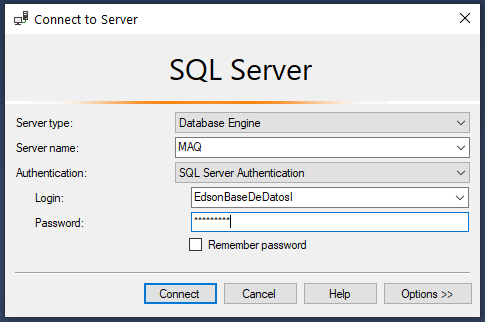 Connect to Server
SQL Server
Server type: Database Engine
Server name: MAQ
Authentication: SQL Server Authentication
Login: EdsonBaseDeDatosI
Password: *********
Remember password
Connect Cancel Help Options >>